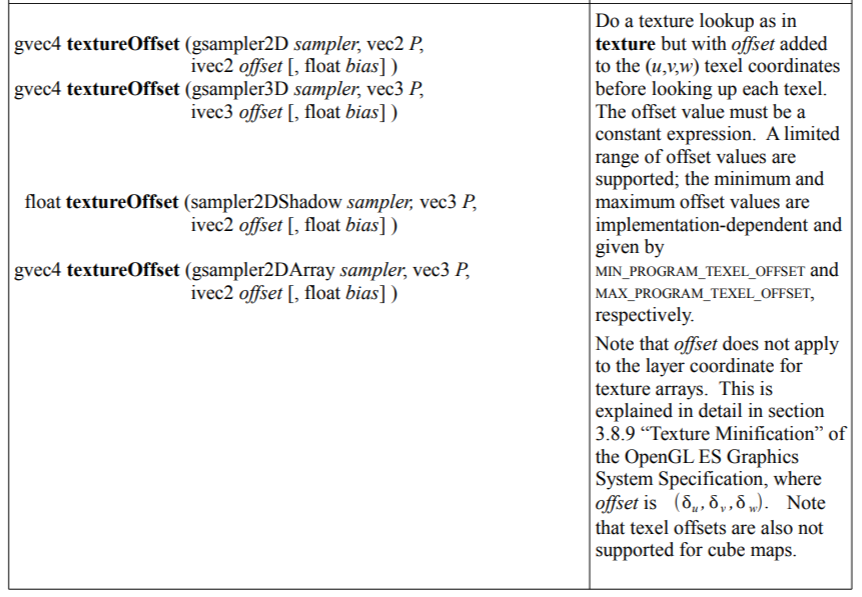 gvec4 textureOffset (gsampler2D sampler, vec2 P,
ivec2 offset [, float bias] )
gvec4 textureOffset (gsampler3D sampler, vec3 P,
ivec3 offset [, float bias] )
float textureOffset (sampler2DShadow sampler, vec3 P,
ivec2 offset [, float bias] )
gvec4 textureOffset (gsampler2DArray sampler, vec3 P,
ivec2 offset [, float bias] )
Do a texture lookup as in
texture but with offset added
to the (u,v,w) texel coordinates
before looking up each texel.
The offset value must be a
constant expression.  A limited
range of offset values are
supported; the minimum and
maximum offset values are
implementation-dependent and
given by
MIN_PROGRAM_TEXEL_OFFSET and
MAX_PROGRAM_TEXEL_OFFSET,
respectively.
Note that offset does not apply
to the layer coordinate for
texture arrays.  This is
explained in detail in section
3.8.9 “Texture Minification” of
the OpenGL ES Graphics
System Specification, where
offset is (δu, δv, δw).  Note
that texel offsets are also not
supported for cube maps.